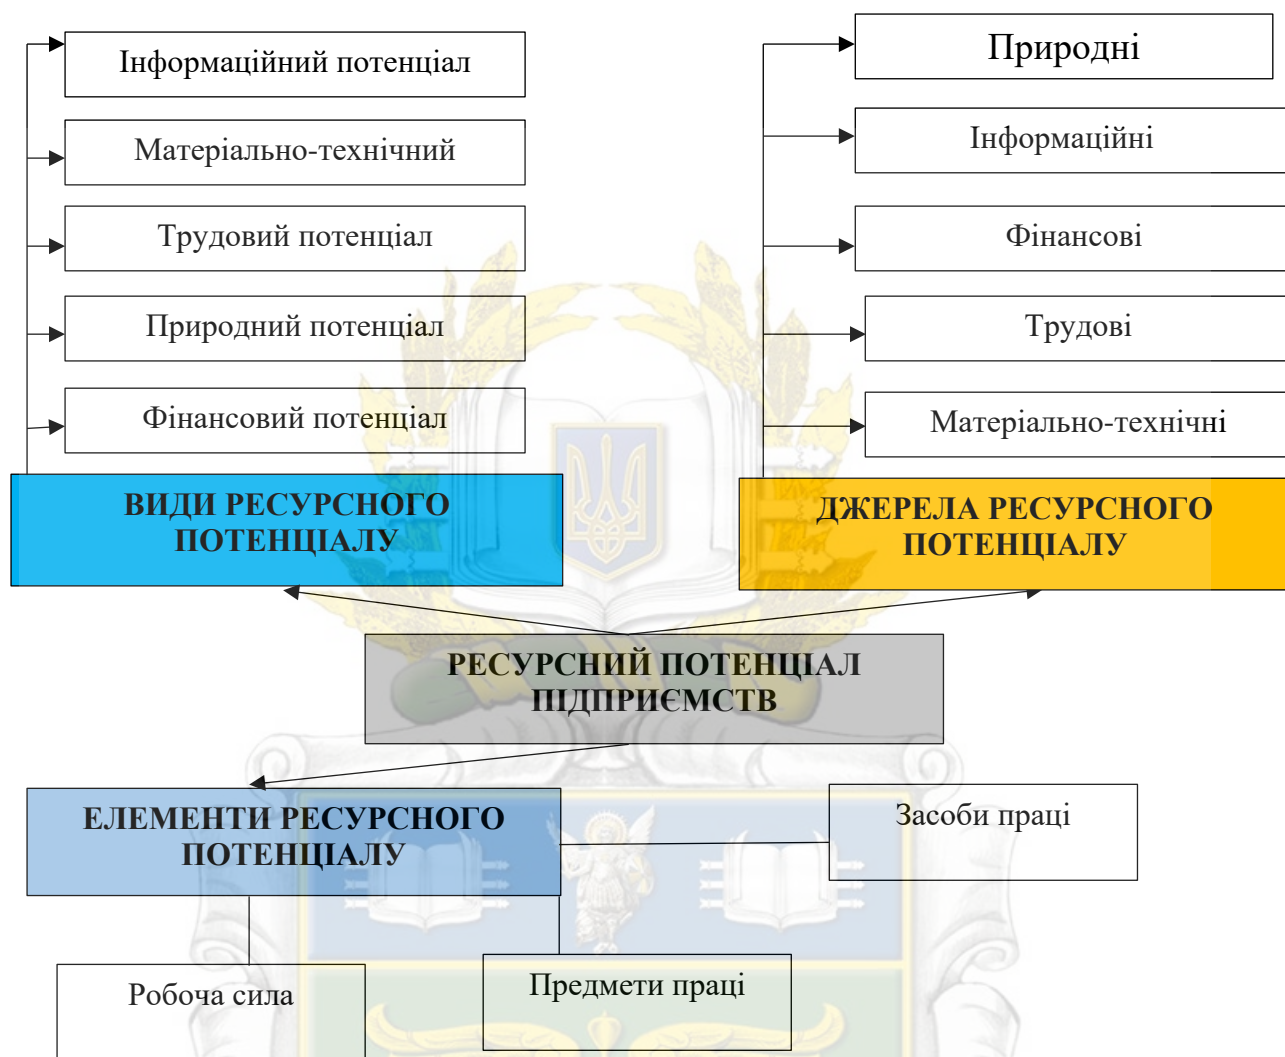 Інформаційний потенціал
Матеріально-технічний
Трудовий потенціал
Природний потенціал
Фінансовий потенціал
ВИДИ РЕСУРСНОГО
ПОТЕНЦІАЛУ
Природні
Інформаційні
Фінансові
Трудові
Матеріально-технічні
ДЖЕРЕЛА РЕСУРСНОГО
ПОТЕНЦІАЛУ
РЕСУРСНИЙ ПОТЕНЦІАЛ
ПІДПРИЄМСТВ
ЕЛЕМЕНТИ РЕСУРСНОГО
ПОТЕНЦІАЛУ
Засоби праці
Робоча сила
Предмети праці